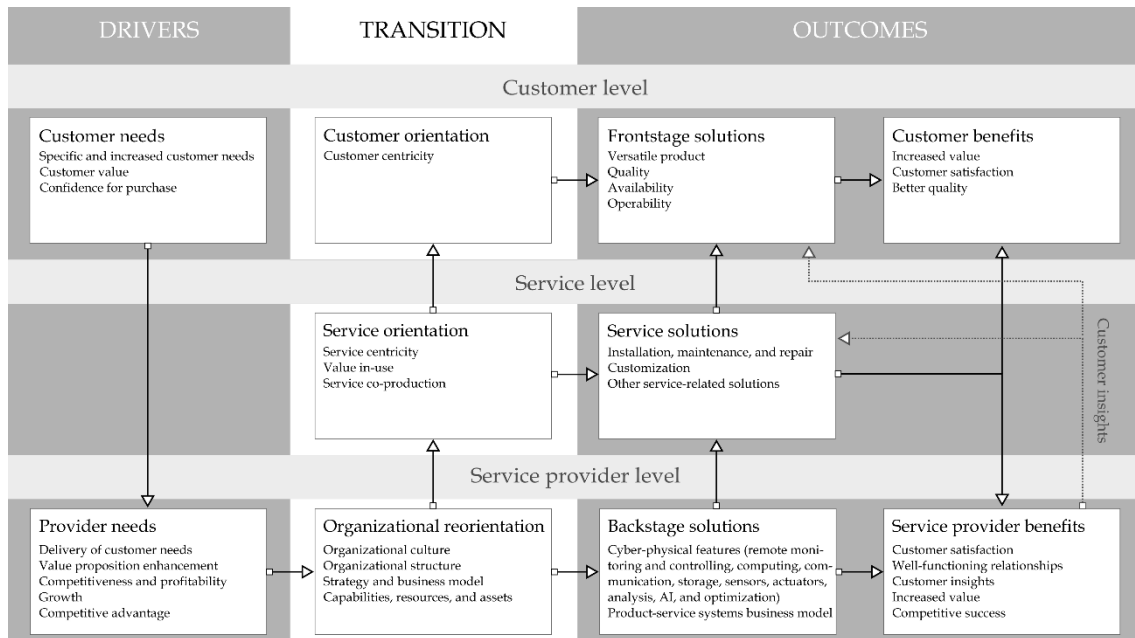 DRIVERS
TRANSITION
OUTCOMES
Customer level
Customer needs
Specific and increased customer needs
Customer value
Confidence for purchase
Customer orientation
Customer centricity
Frontstage solutions
Versatile product
Quality
Availability
Operability
Customer benefits
Increased value
Customer satisfaction
Better quality
Service level
Service orientation
Service centricity
Value in-use
Service co-production
Service solutions
Installation, maintenance, and repair
Customization
Other service-related solutions
Customer insights
Service provider level
Provider needs
Delivery of customer needs
Value proposition enhancement
Competitiveness and profitability
Growth
Competitive advantage
Organizational reorientation
Organizational culture
Organizational structure
Strategy and business model
Capabilities, resources, and assets
Backstage solutions
Cyber-physical features (remote moni-
toring and controlling, computing, com-
munication, storage, sensors, actuators,
analysis, AI, and optimization)
Product-service systems business model
Service provider benefits
Customer satisfaction
Well-functioning relationships
Customer insights
Increased value
Competitive success